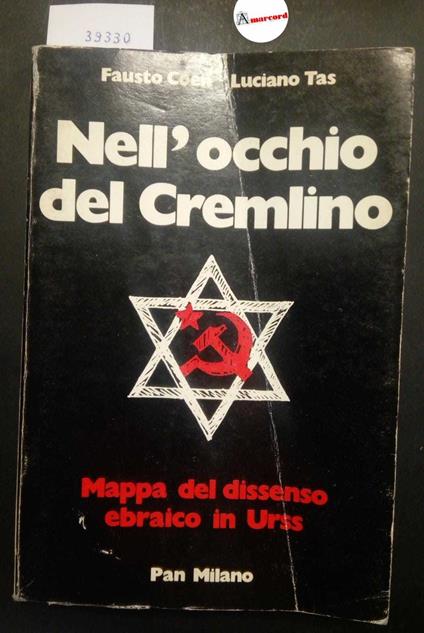 39330
Amarcord
Fausto Coen - Luciano Tas
Nell'occhio
del Cremlino
Mappa del dissenso
ebraico in Urss
Pan Milano